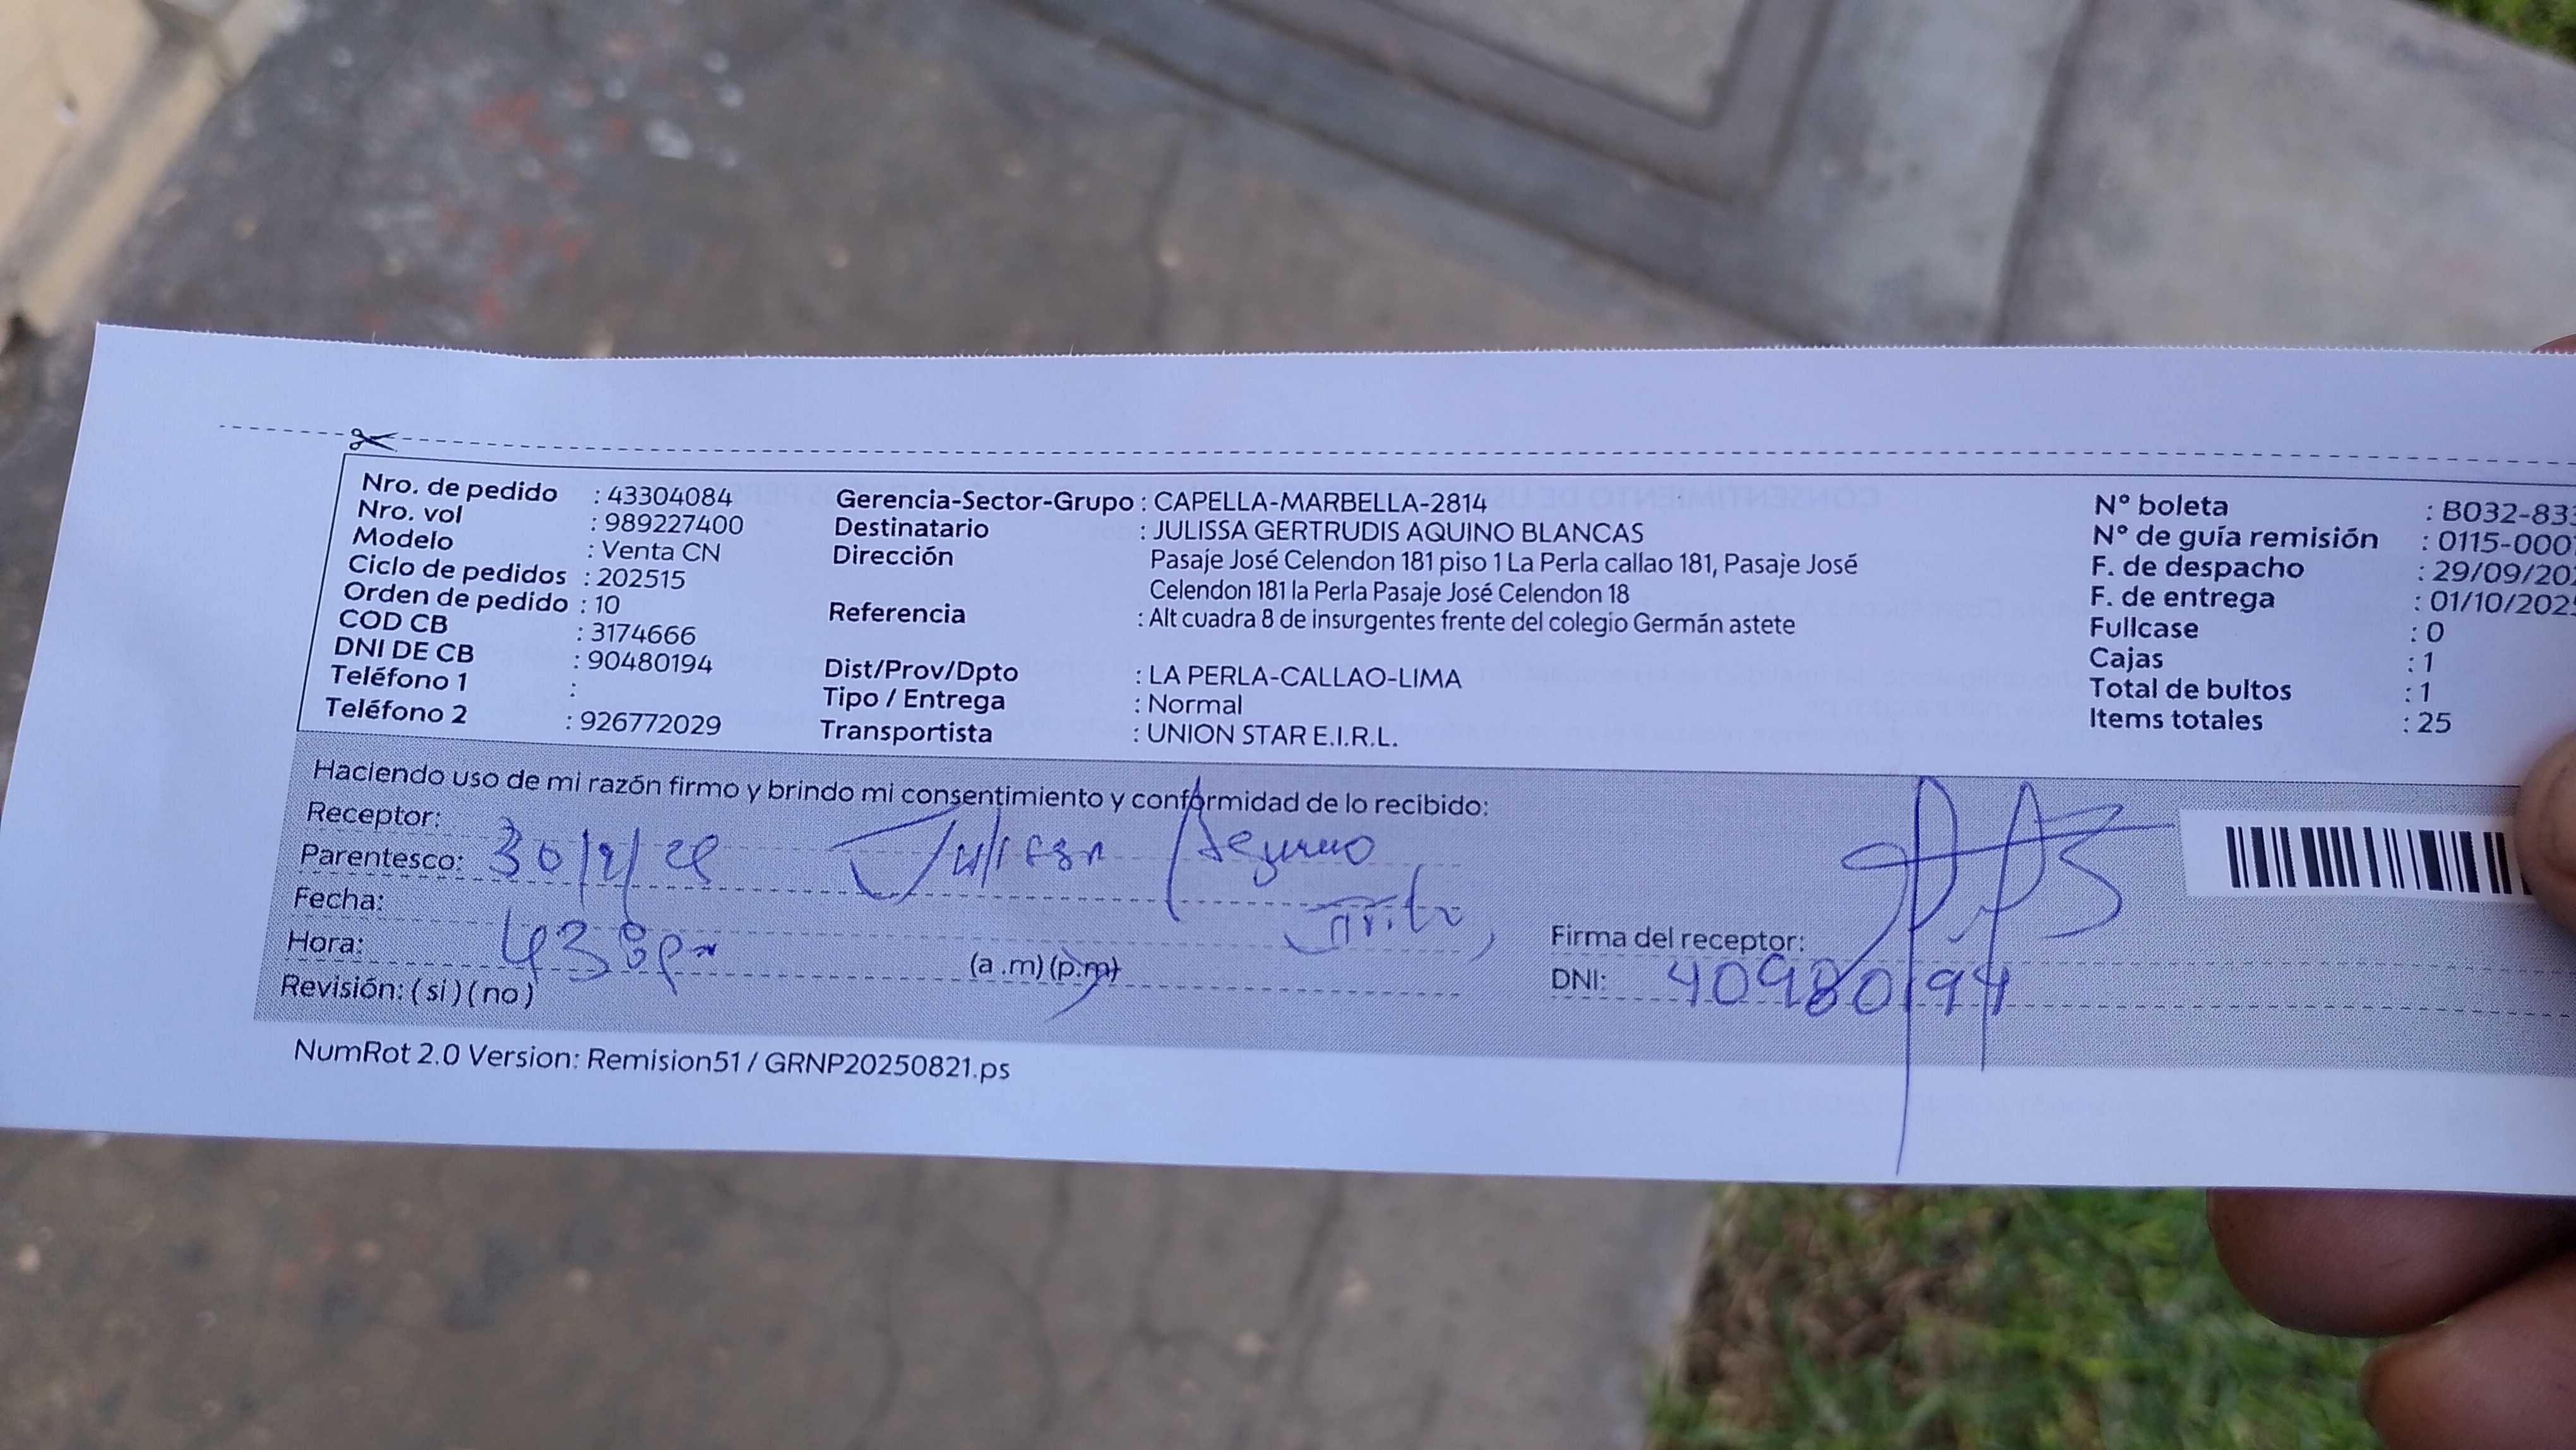 Nro. de pedido : 43304084
Nro. vol : 989227400
Modelo : Venta CN
Ciclo de pedidos : 202515
Orden de pedido : 10
COD CB : 3174666
DNI DE CB : 90480194
Teléfono 1 :
Teléfono 2 : 926772029
Gerencia-Sector-Grupo : CAPELLA-MARBELLA-2814
Destinatario : JULISSA GERTRUDIS AQUINO BLANCAS
Dirección Pasaje José Celendon 181 piso 1 La Perla callao 181, Pasaje José
Celendon 181 la Perla Pasaje José Celendon 18
Referencia : Alt cuadra 8 de insurgentes frente del colegio Germán astete
Dist/Prov/Dpto : LA PERLA-CALLAO-LIMA
Tipo / Entrega : Normal
Transportista : UNION STAR E.I.R.L.
N° boleta : B032-83
N° de guía remisión : 0115-000
F. de despacho : 29/09/20
F. de entrega : 01/10/202
Fullcase : 0
Cajas : 1
Total de bultos : 1
Items totales : 25
Haciendo uso de mi razón firmo y brindo mi consentimiento y conformidad de lo recibido:
Receptor:
Parentesco:
Fecha:
Hora: (a .m) (p.m)
Revisión: ( si ) ( no )
Firma del receptor:
DNI: 40980194
NumRot 2.0 Version: Remision51 / GRNP20250821.ps